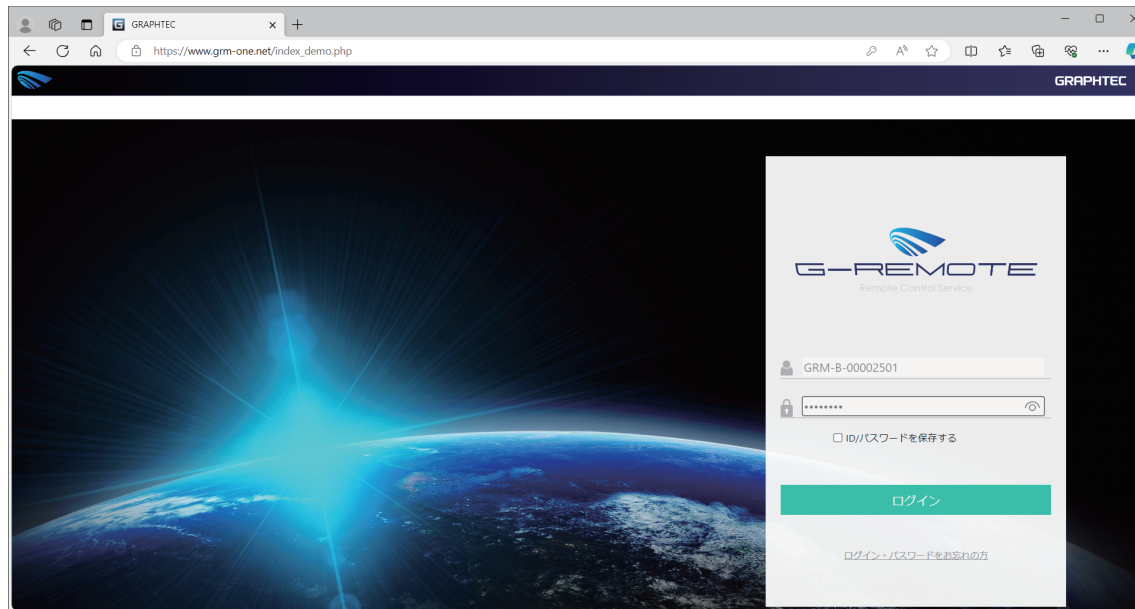 GRAPHTEC
https://www.grm-one.net/index_demo.php
GRAPHTEC
G-REMOTE
Remote Control Service
GRM-B-00002501
••••••••
ID/パスワードを保存する
ログイン
ログイン・パスワードをお忘れの方